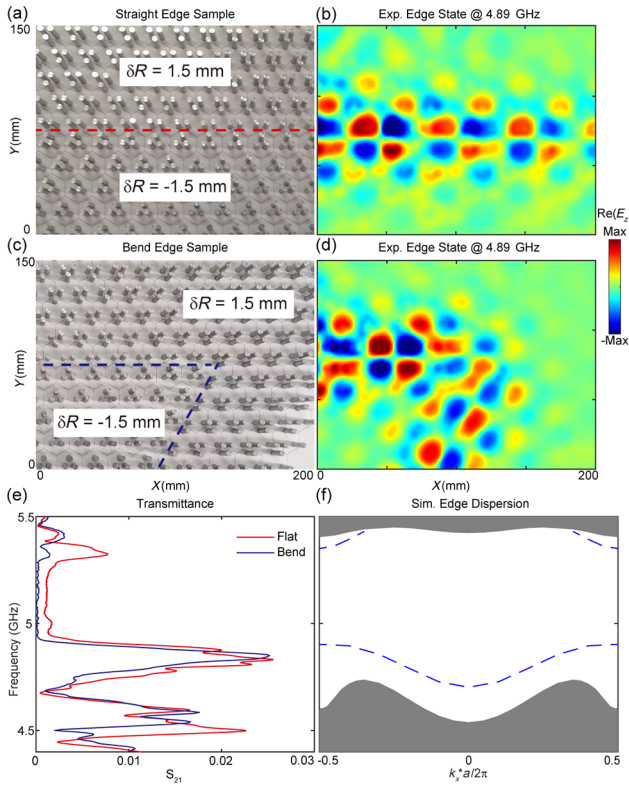 (a) Straight Edge Sample
(b) Exp. Edge State @ 4.89 GHz
150
Y(mm)
0
δR = 1.5 mm
δR = -1.5 mm
Re(E_z
Max
-Max
(c) Bend Edge Sample
(d) Exp. Edge State @ 4.89 GHz
150
Y(mm)
0
δR = 1.5 mm
δR = -1.5 mm
0 X(mm) 200
0 X(mm) 200
(e) Transmittance
(f) Sim. Edge Dispersion
5.5
5
4.5
Frequency (GHz)
Flat
Bend
0 0.01 0.02 0.03
S21
-0.5 0 0.5
k_x*a/2π